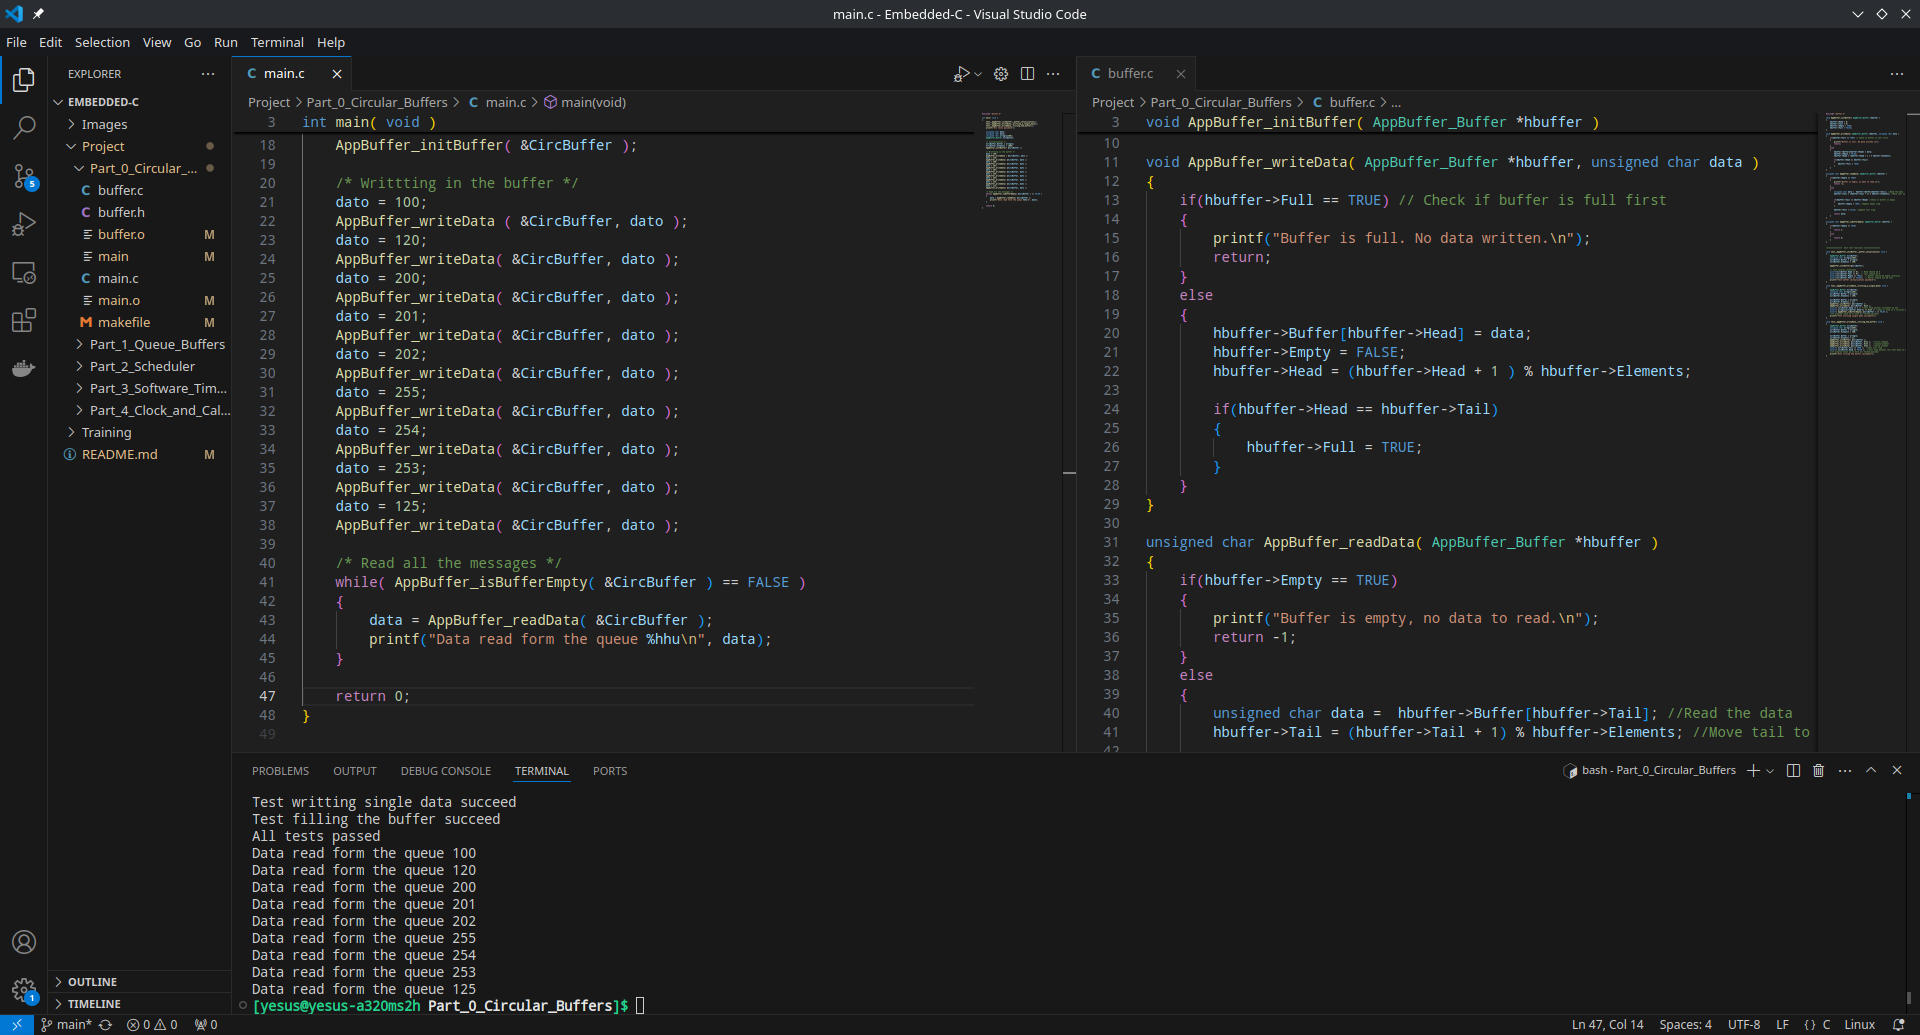 main.c - Embedded-C - Visual Studio Code
File Edit Selection View Go Run Terminal Help
EXPLORER
EMBEDDED-C
Images
Project
Part_0_Circular_...
C buffer.c
C buffer.h
buffer.o M
main M
C main.c
main.o M
makefile M
Part_1_Queue_Buffers
Part_2_Scheduler
Part_3_Software_Tim...
Part_4_Clock_and_Cal...
Training
README.md M
OUTLINE
TIMELINE
5
1
C main.c
Project > Part_0_Circular_Buffers > C main.c > main(void)
3 int main( void )
18 AppBuffer_initBuffer( &CircBuffer );
19
20 /* Writtting in the buffer */
21 dato = 100;
22 AppBuffer_writeData ( &CircBuffer, dato );
23 dato = 120;
24 AppBuffer_writeData( &CircBuffer, dato );
25 dato = 200;
26 AppBuffer_writeData( &CircBuffer, dato );
27 dato = 201;
28 AppBuffer_writeData( &CircBuffer, dato );
29 dato = 202;
30 AppBuffer_writeData( &CircBuffer, dato );
31 dato = 255;
32 AppBuffer_writeData( &CircBuffer, dato );
33 dato = 254;
34 AppBuffer_writeData( &CircBuffer, dato );
35 dato = 253;
36 AppBuffer_writeData( &CircBuffer, dato );
37 dato = 125;
38 AppBuffer_writeData( &CircBuffer, dato );
39
40 /* Read all the messages */
41 while( AppBuffer_isBufferEmpty( &CircBuffer ) == FALSE )
42 {
43 data = AppBuffer_readData( &CircBuffer );
44 printf("Data read form the queue %hhu\n", data);
45 }
46
47 return 0;
48 }
49
C buffer.c
Project > Part_0_Circular_Buffers > C buffer.c > ...
3 void AppBuffer_initBuffer( AppBuffer_Buffer *hbuffer )
10
11 void AppBuffer_writeData( AppBuffer_Buffer *hbuffer, unsigned char data )
12 {
13 if(hbuffer->Full == TRUE) // Check if buffer is full first
14 {
15 printf("Buffer is full. No data written.\n");
16 return;
17 }
18 else
19 {
20 hbuffer->Buffer[hbuffer->Head] = data;
21 hbuffer->Empty = FALSE;
22 hbuffer->Head = (hbuffer->Head + 1 ) % hbuffer->Elements;
23
24 if(hbuffer->Head == hbuffer->Tail)
25 {
26 hbuffer->Full = TRUE;
27 }
28 }
29 }
30
31 unsigned char AppBuffer_readData( AppBuffer_Buffer *hbuffer )
32 {
33 if(hbuffer->Empty == TRUE)
34 {
35 printf("Buffer is empty, no data to read.\n");
36 return -1;
37 }
38 else
39 {
40 unsigned char data =  hbuffer->Buffer[hbuffer->Tail]; //Read the data
41 hbuffer->Tail = (hbuffer->Tail + 1) % hbuffer->Elements; //Move tail to
42
PROBLEMS OUTPUT DEBUG CONSOLE TERMINAL PORTS
bash - Part_0_Circular_Buffers
Test writting single data succeed
Test filling the buffer succeed
All tests passed
Data read form the queue 100
Data read form the queue 120
Data read form the queue 200
Data read form the queue 201
Data read form the queue 202
Data read form the queue 255
Data read form the queue 254
Data read form the queue 253
Data read form the queue 125
[yesus@yesus-a320ms2h Part_0_Circular_Buffers]$
main* 0 0 0
Ln 47, Col 14 Spaces: 4 UTF-8 LF {} C Linux